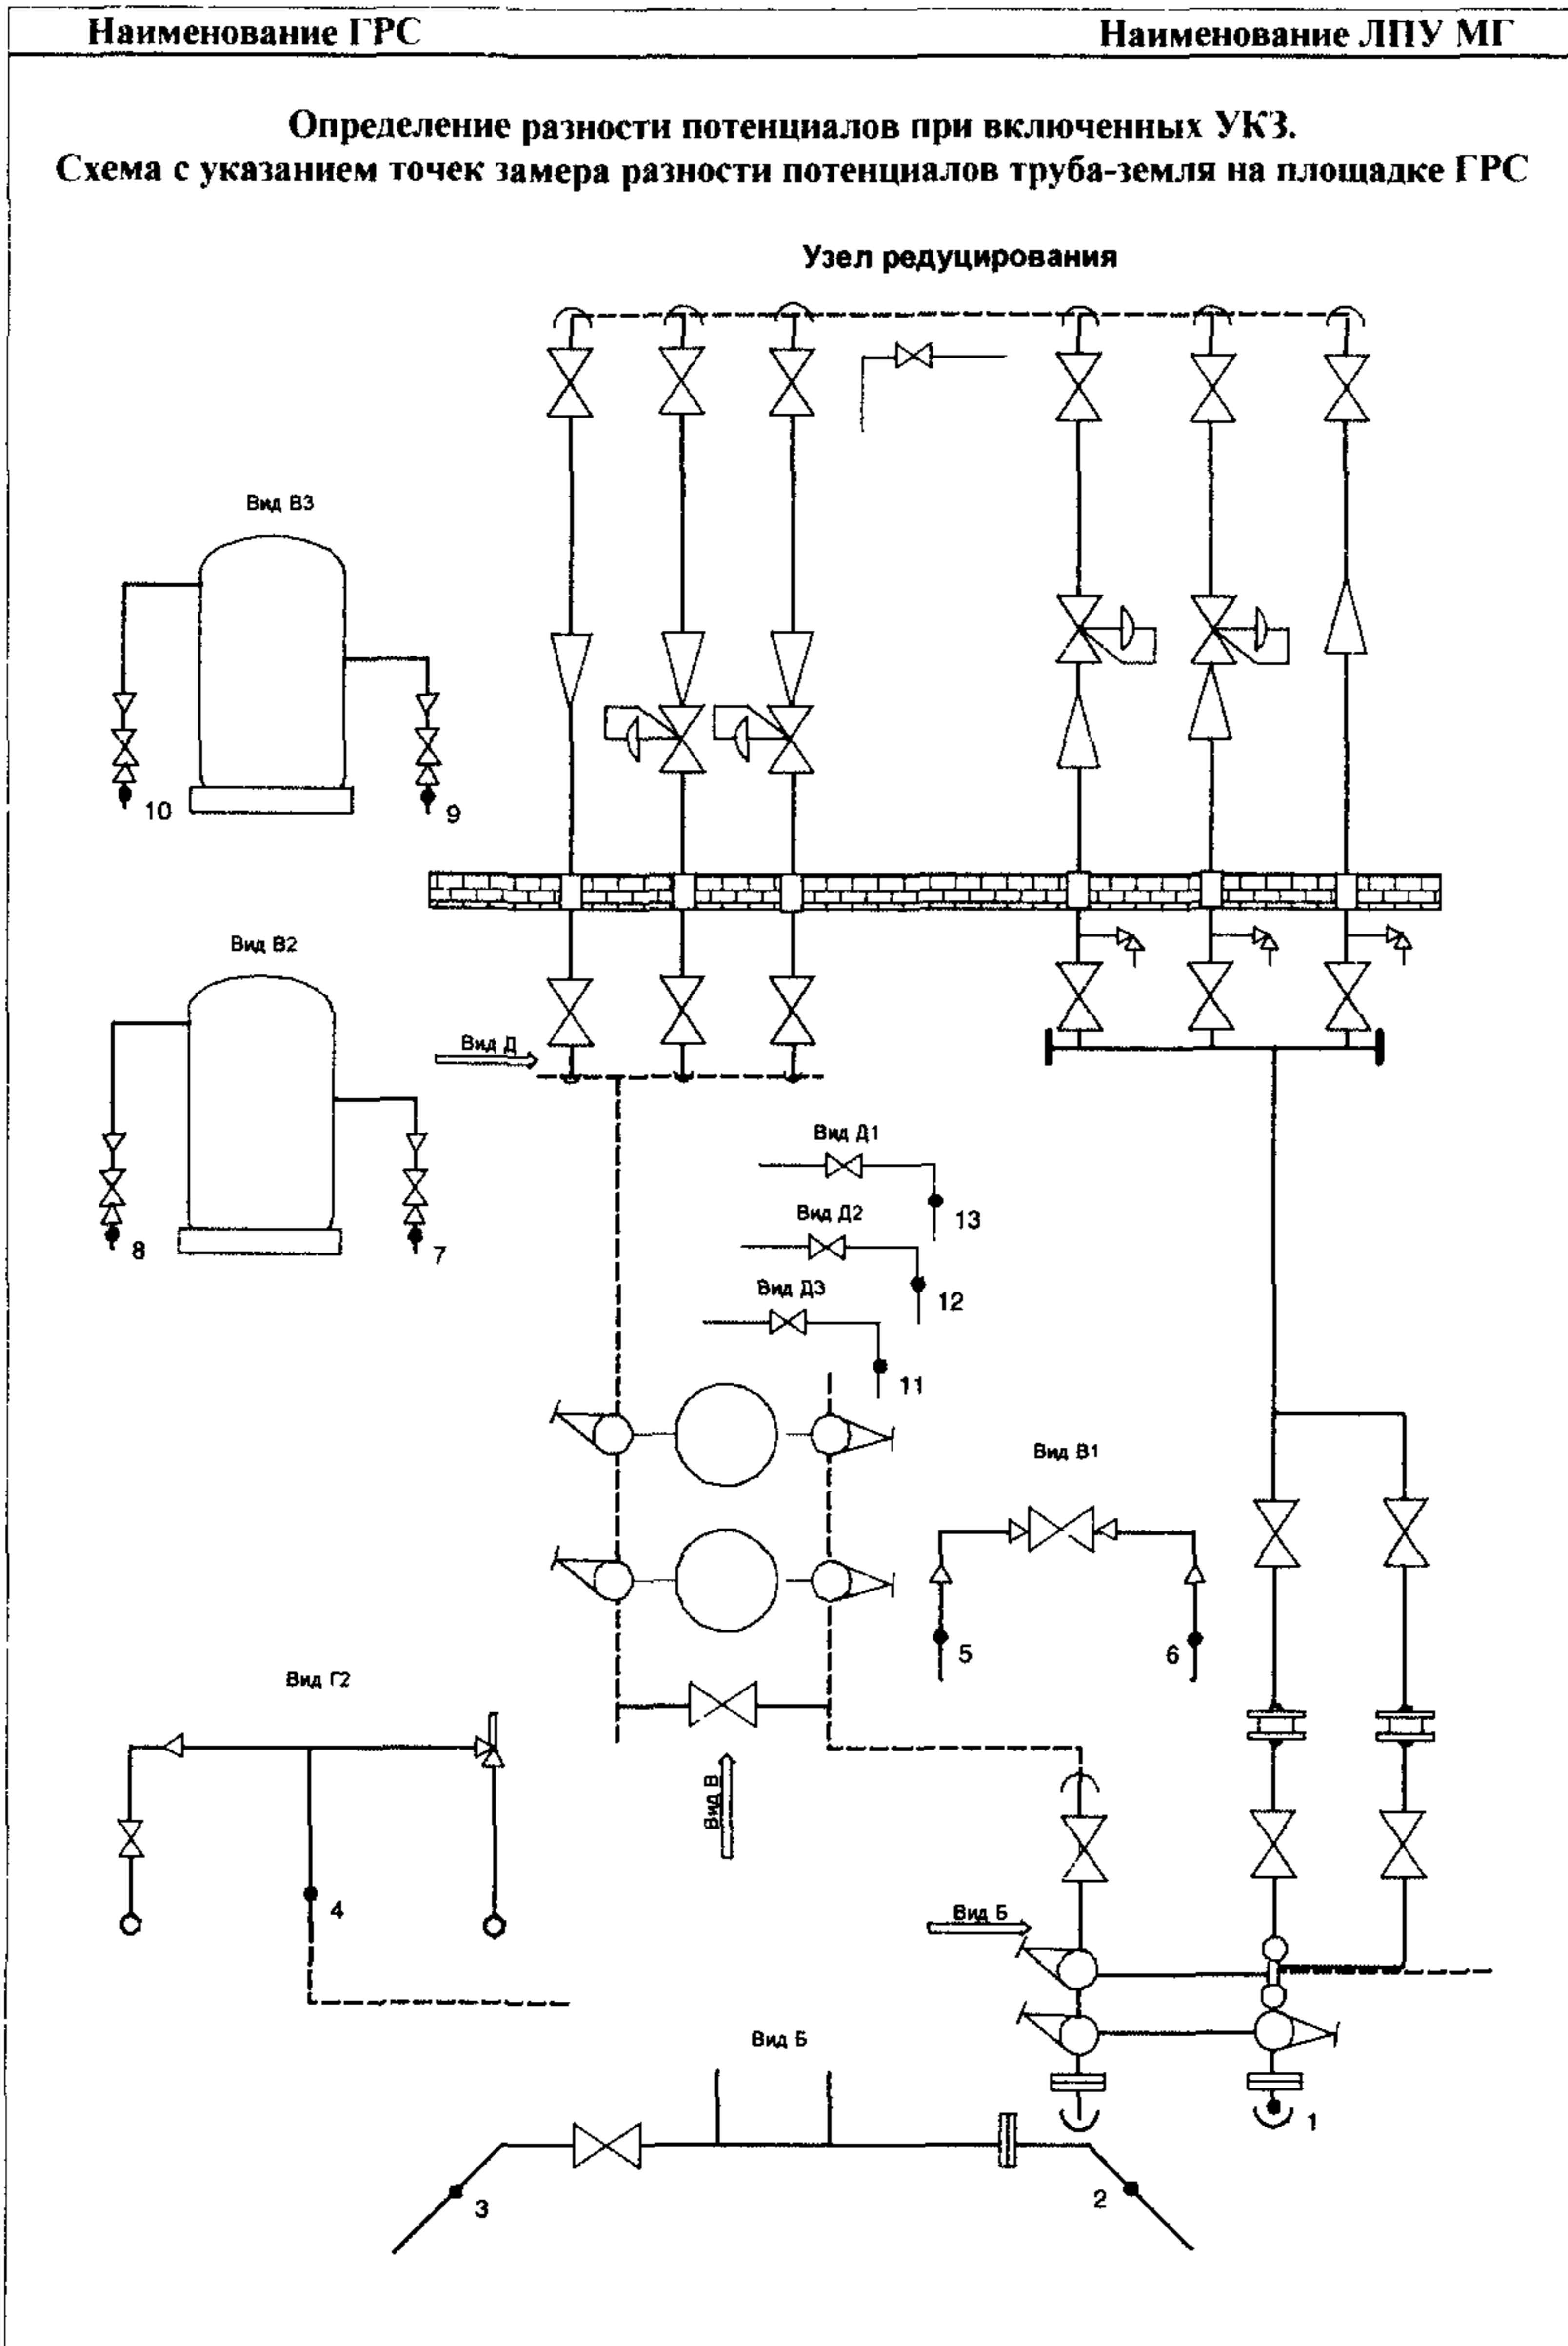 Наименование ГРС
Наименование ЛПУ МГ
Определение разности потенциалов при включенных УКЗ.
Схема с указанием точек замера разности потенциалов труба-земля на площадке ГРС
Узел редуцирования
Вид В3
10
9
Вид В2
Вид Д
8
7
Вид Д1
13
Вид Д2
12
Вид Д3
11
Вид В1
5
6
Вид Г2
Вид В
4
Вид Б
Вид Б
1
3
2